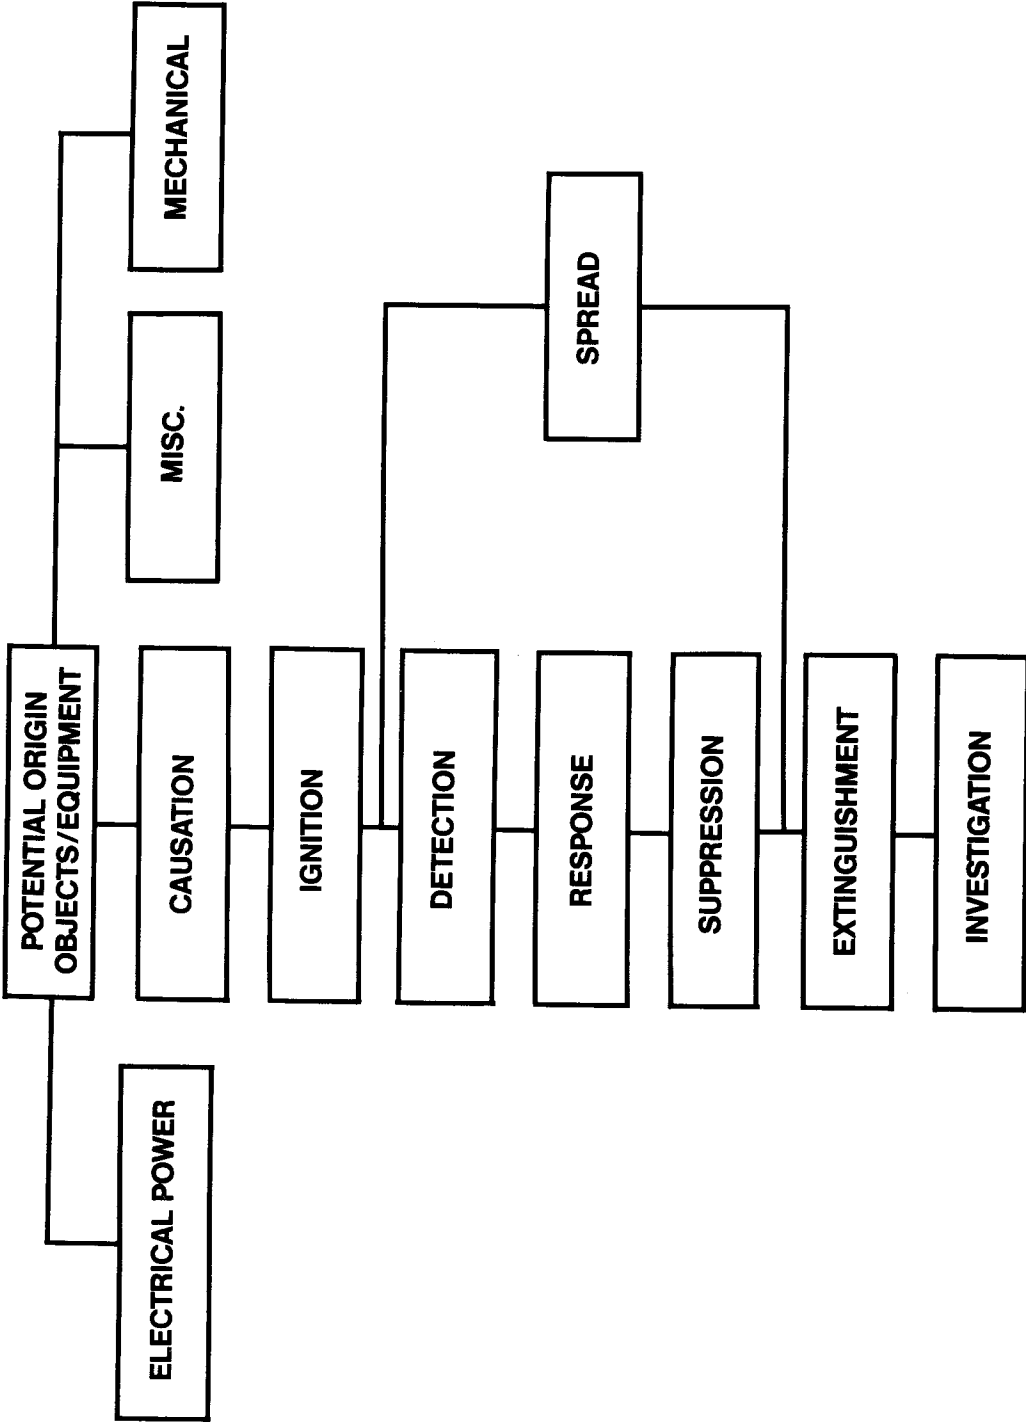 POTENTIAL ORIGIN
OBJECTS/EQUIPMENT
ELECTRICAL POWER
MISC.
MECHANICAL
CAUSATION
IGNITION
DETECTION
RESPONSE
SPREAD
SUPPRESSION
EXTINGUISHMENT
INVESTIGATION